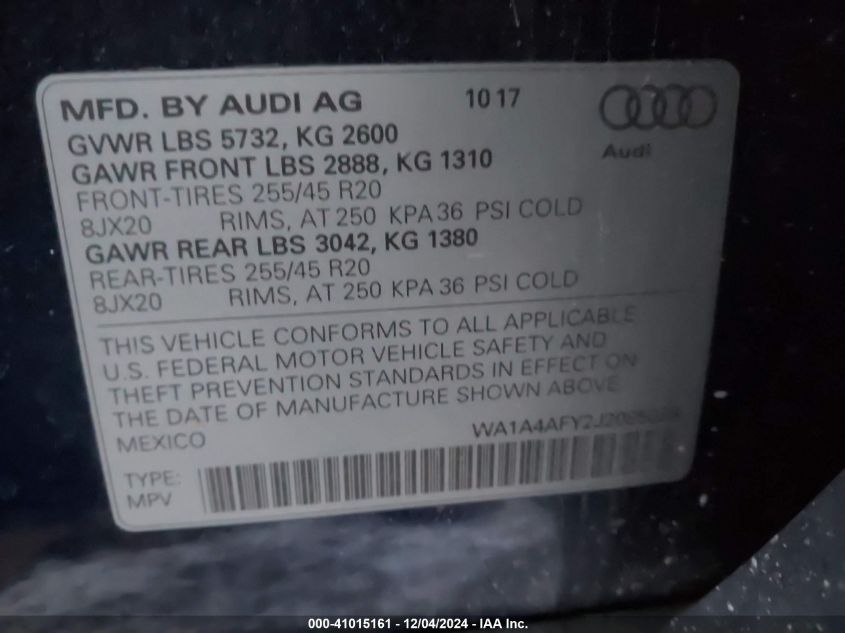 MFD. BY AUDI AG 10 17
Audi
GVWR LBS 5732, KG 2600
GAWR FRONT LBS 2888, KG 1310
FRONT-TIRES 255/45 R20
8JX20 RIMS, AT 250 KPA 36 PSI COLD
GAWR REAR LBS 3042, KG 1380
REAR-TIRES 255/45 R20
8JX20 RIMS, AT 250 KPA 36 PSI COLD
THIS VEHICLE CONFORMS TO ALL APPLICABLE
U.S. FEDERAL MOTOR VEHICLE SAFETY AND
THEFT PREVENTION STANDARDS IN EFFECT ON
THE DATE OF MANUFACTURE SHOWN ABOVE
MEXICO
TYPE:
MPV
000-41015161 - 12/04/2024 - IAA Inc.